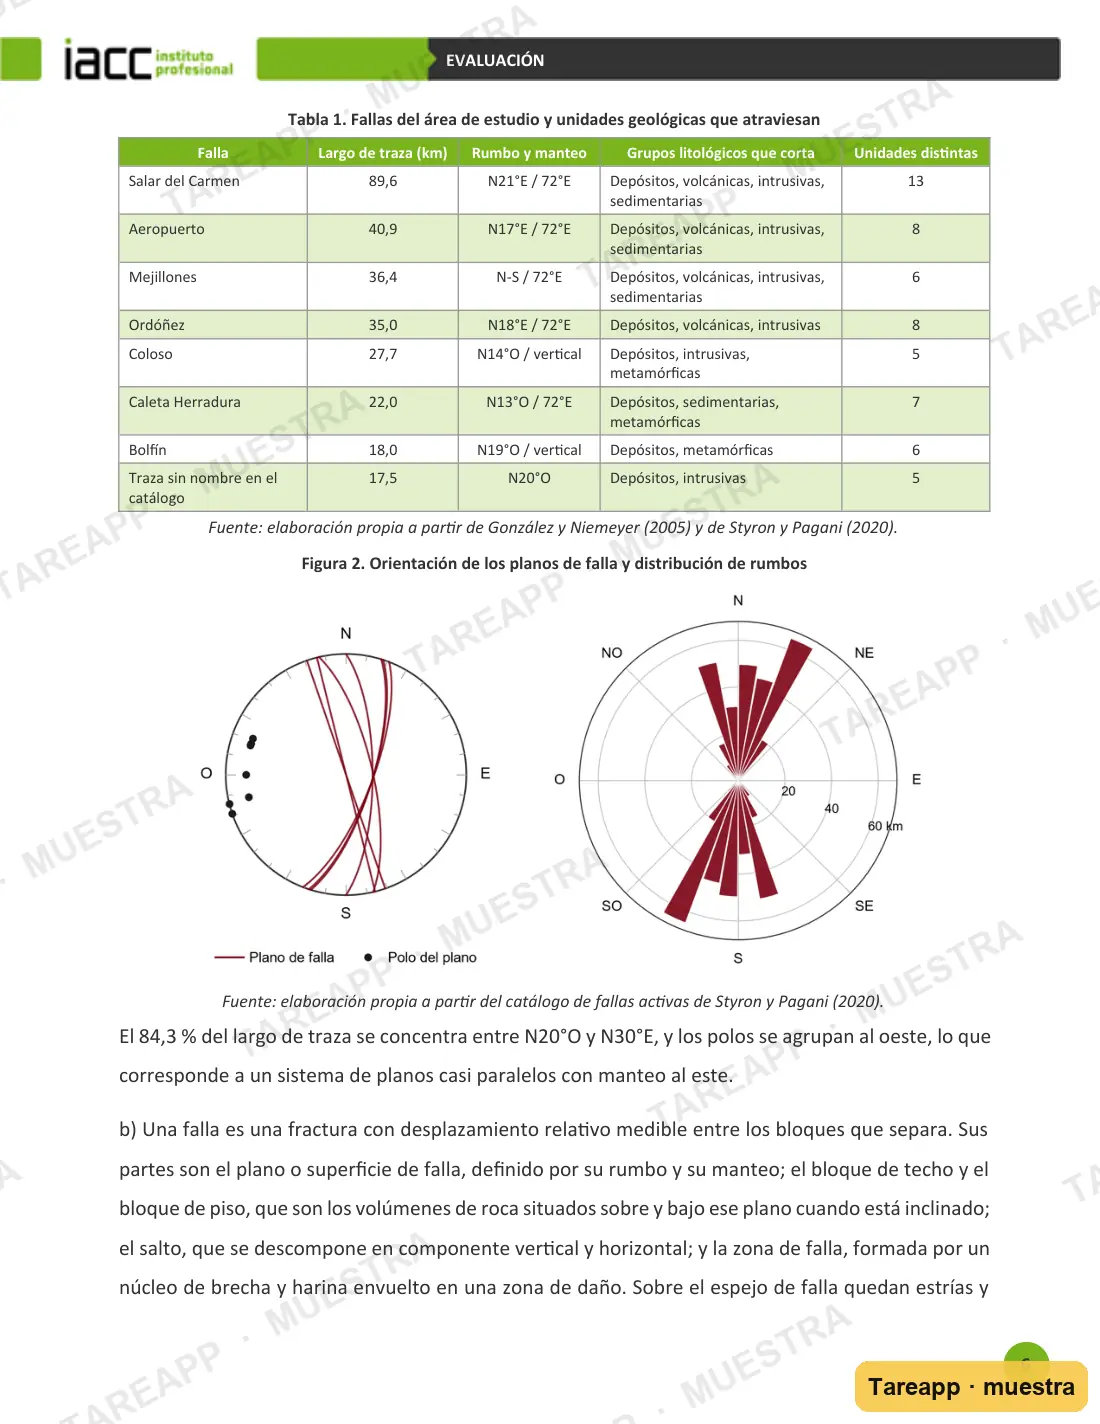 iacc instituto profesional
EVALUACIÓN
Tabla 1. Fallas del área de estudio y unidades geológicas que atraviesan
Falla Largo de traza (km) Rumbo y manteo Grupos litológicos que corta Unidades distintas
Salar del Carmen 89,6 N21°E / 72°E Depósitos, volcánicas, intrusivas, sedimentarias 13
Aeropuerto 40,9 N17°E / 72°E Depósitos, volcánicas, intrusivas, sedimentarias 8
Mejillones 36,4 N-S / 72°E Depósitos, volcánicas, intrusivas, sedimentarias 6
Ordóñez 35,0 N18°E / 72°E Depósitos, volcánicas, intrusivas 8
Coloso 27,7 N14°O / vertical Depósitos, intrusivas, metamórficas 5
Caleta Herradura 22,0 N13°O / 72°E Depósitos, sedimentarias, metamórficas 7
Bolfín 18,0 N19°O / vertical Depósitos, metamórficas 6
Traza sin nombre en el catálogo 17,5 N20°O Depósitos, intrusivas 5
Fuente: elaboración propia a partir de González y Niemeyer (2005) y de Styron y Pagani (2020).
Figura 2. Orientación de los planos de falla y distribución de rumbos
N
O
E
S
Plano de falla
Polo del plano
N
NO
NE
O
E
20
40
60 km
SO
SE
S
Fuente: elaboración propia a partir del catálogo de fallas activas de Styron y Pagani (2020).
El 84,3 % del largo de traza se concentra entre N20°O y N30°E, y los polos se agrupan al oeste, lo que
corresponde a un sistema de planos casi paralelos con manteo al este.
b) Una falla es una fractura con desplazamiento relativo medible entre los bloques que separa. Sus
partes son el plano o superficie de falla, definido por su rumbo y su manteo; el bloque de techo y el
bloque de piso, que son los volúmenes de roca situados sobre y bajo ese plano cuando está inclinado;
el salto, que se descompone en componente vertical y horizontal; y la zona de falla, formada por un
núcleo de brecha y harina envuelto en una zona de daño. Sobre el espejo de falla quedan estrías y
Tareapp · muestra
TAREAPP · MUESTRA